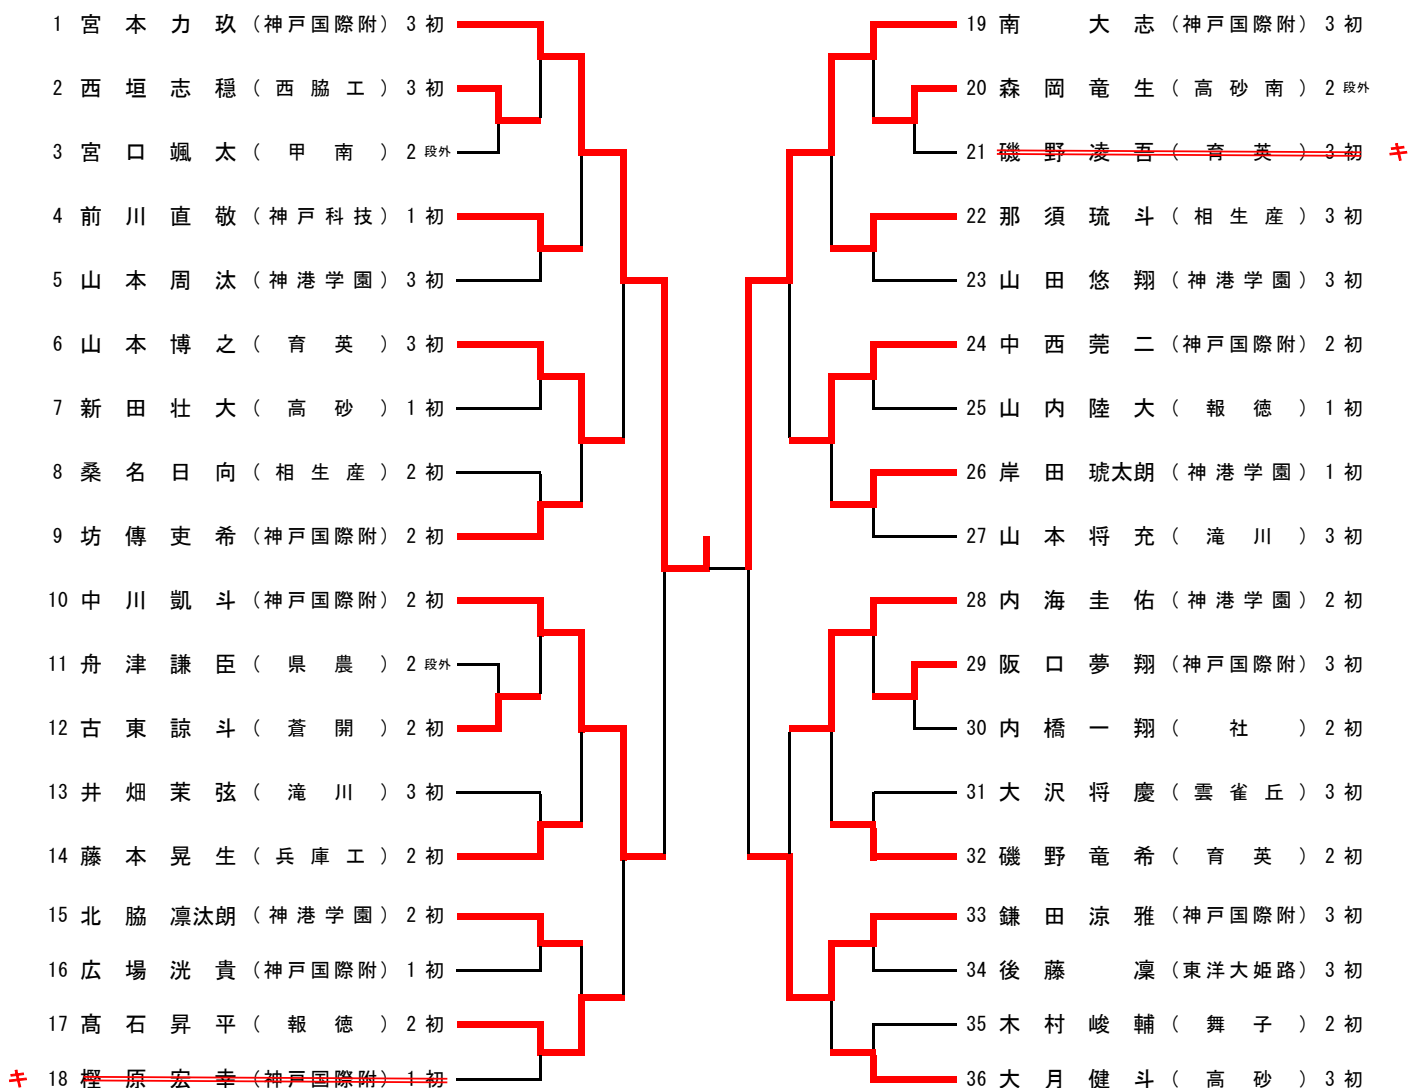 1 宮本力玖 (神戸国際附) 3 初
2 西垣志穏 (西脇工) 3 初
3 宮口颯太 (甲南) 2 段外
4 前川直敬 (神戸科技) 1 初
5 山本周汰 (神港学園) 3 初
6 山本博之 (育英) 3 初
7 新田壮大 (高砂) 1 初
8 桑名日向 (相生産) 2 初
9 坊傳吏希 (神戸国際附) 2 初
10 中川凱斗 (神戸国際附) 2 初
11 舟津謙臣 (県農) 2 段外
12 古東諒斗 (蒼開) 2 初
13 井畑茉弦 (滝川) 3 初
14 藤本晃生 (兵庫工) 2 初
15 北脇凛汰朗 (神港学園) 2 初
16 広場洸貴 (神戸国際附) 1 初
17 髙石昇平 (報徳) 2 初
キ 18 樫原宏幸 (神戸国際附) 1 初
19 南大志 (神戸国際附) 3 初
20 森岡竜生 (高砂南) 2 段外
21 磯野凌吾 (育英) 3 初 キ
22 那須琉斗 (相生産) 3 初
23 山田悠翔 (神港学園) 3 初
24 中西莞二 (神戸国際附) 2 初
25 山内陸大 (報徳) 1 初
26 岸田琥太朗 (神港学園) 1 初
27 山本将充 (滝川) 3 初
28 内海圭佑 (神港学園) 2 初
29 阪口夢翔 (神戸国際附) 3 初
30 内橋一翔 (社) 2 初
31 大沢将慶 (雲雀丘) 3 初
32 磯野竜希 (育英) 2 初
33 鎌田涼雅 (神戸国際附) 3 初
34 後藤凜 (東洋大姫路) 3 初
35 木村峻輔 (舞子) 2 初
36 大月健斗 (高砂) 3 初